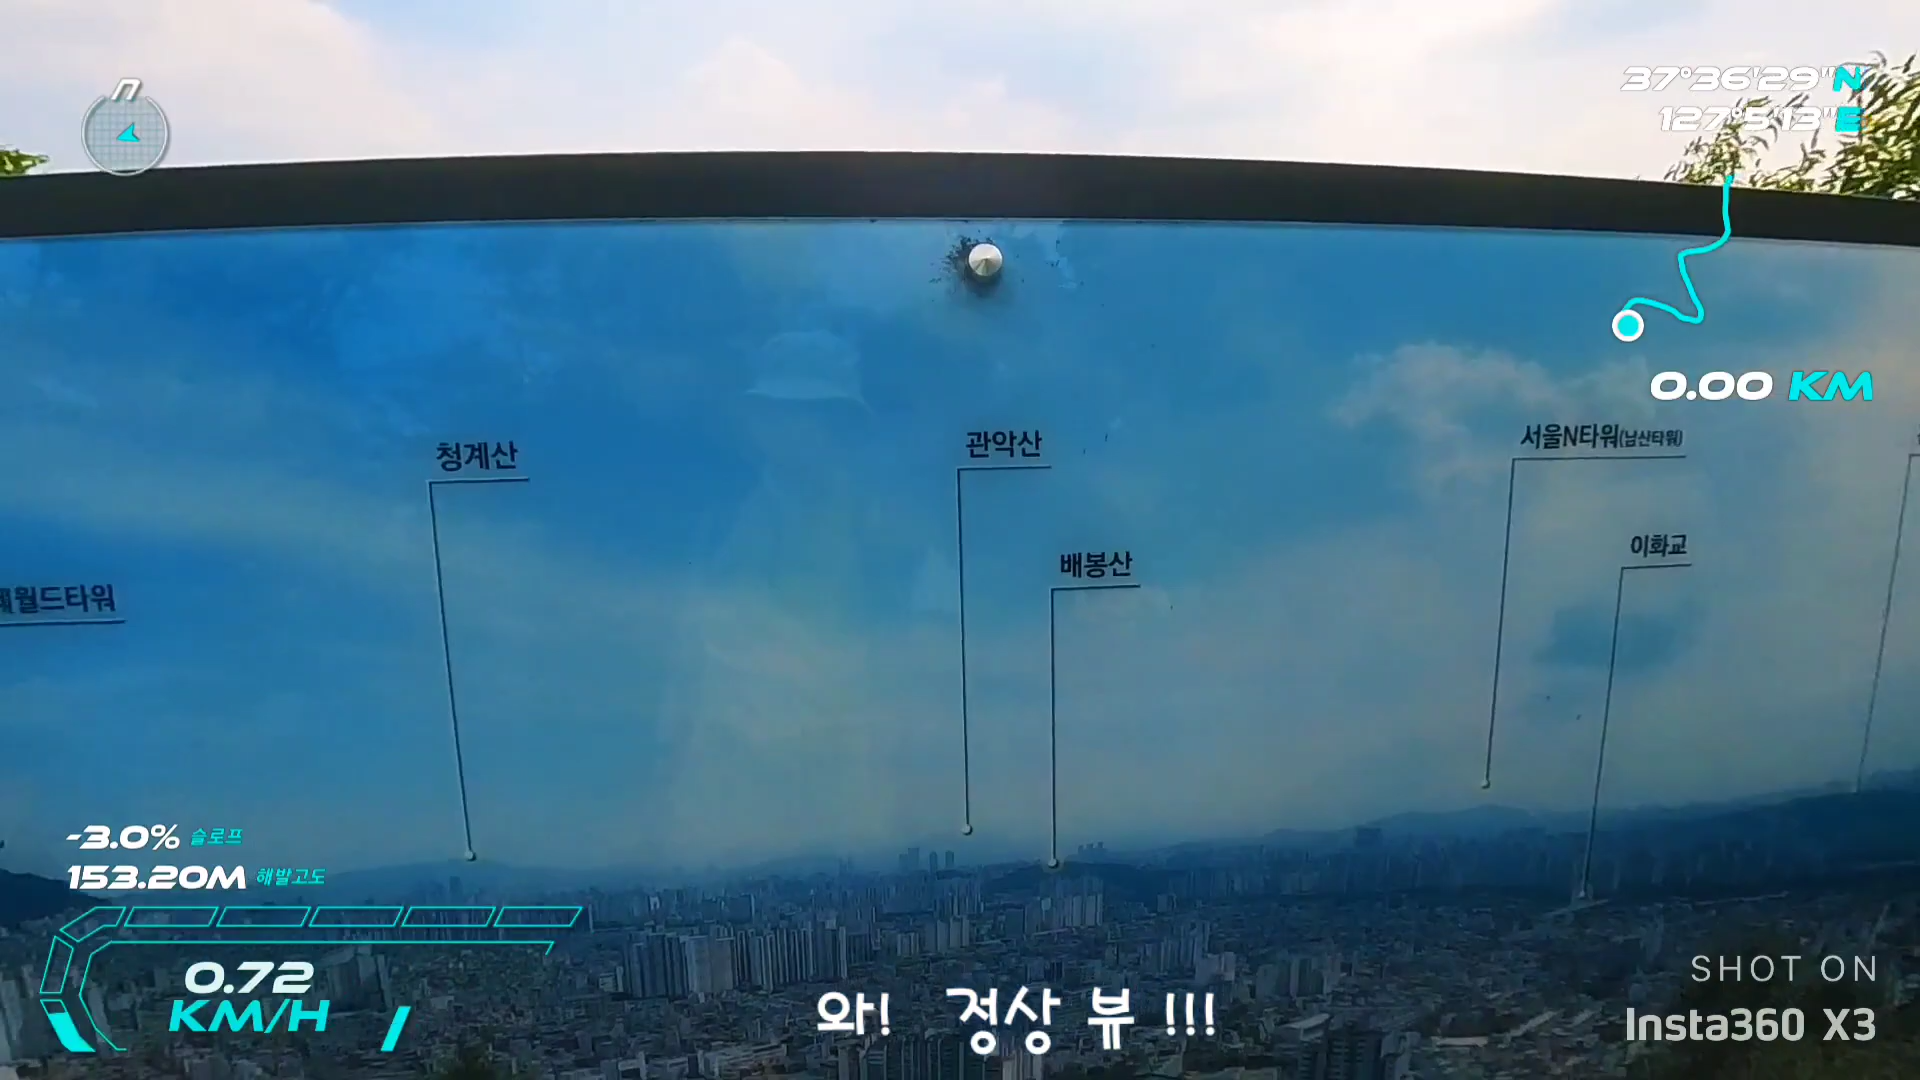 n
37°36'29"N
127°5'13"E
0.00 KM
청계산
관악산
서울N타워(남산타워)
배봉산
이화교
월드타워
-3.0% 슬로프
153.20M 해발고도
0.72
KM/H
와! 정상 뷰 !!!
SHOT ON
Insta360 X3